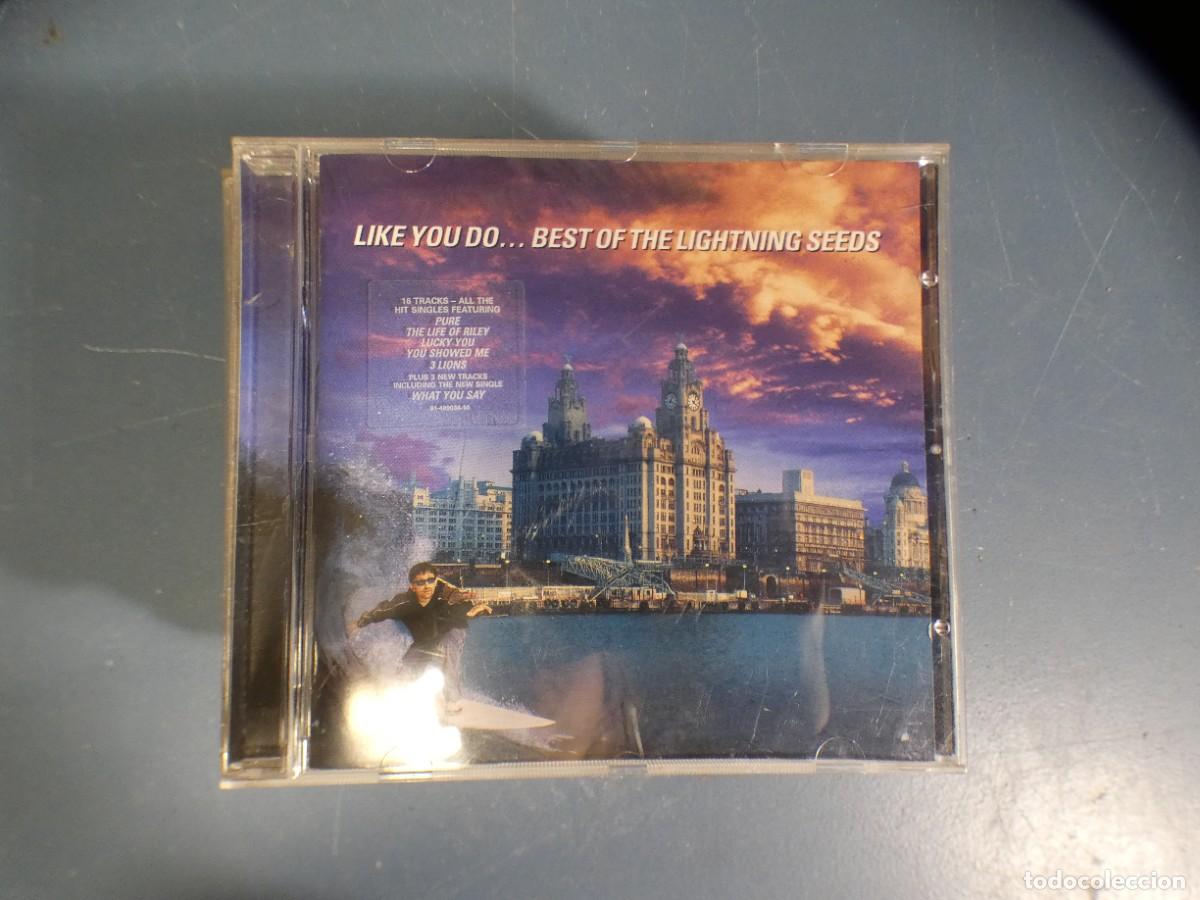 LIKE YOU DO... BEST OF THE LIGHTNING SEEDS
16 TRACKS – ALL THE
HIT SINGLES FEATURING
PURE
THE LIFE OF RILEY
LUCKY YOU
YOU SHOWED ME
3 LIONS
PLUS 3 NEW TRACKS
INCLUDING THE NEW SINGLE
WHAT YOU SAY
todocoleccion